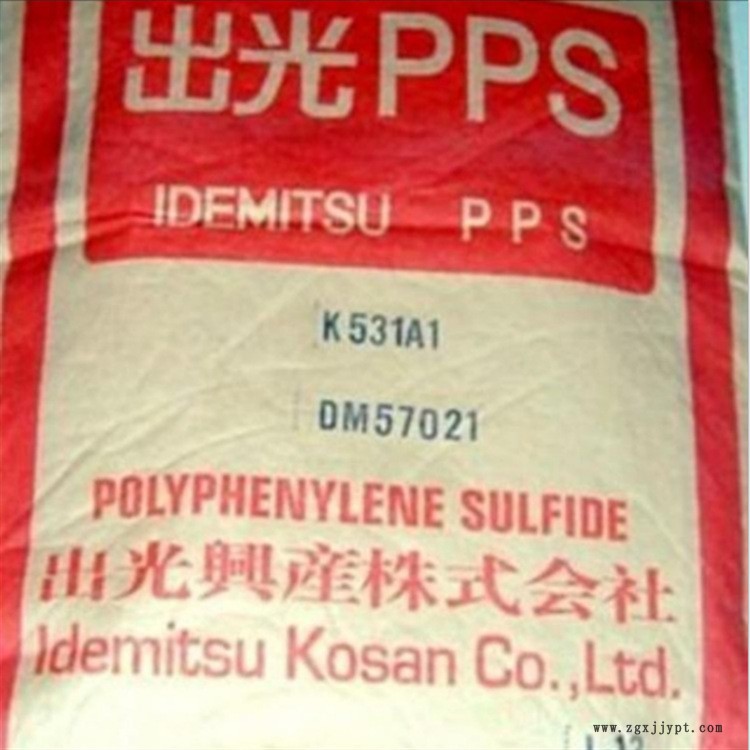 出光PPS
IDEMITSU PPS
K531A1
DM57021
POLYPHENYLENE SULFIDE
出光興産株式会社
Idemitsu Kosan Co.,Ltd.
www.zgxjjypt.com